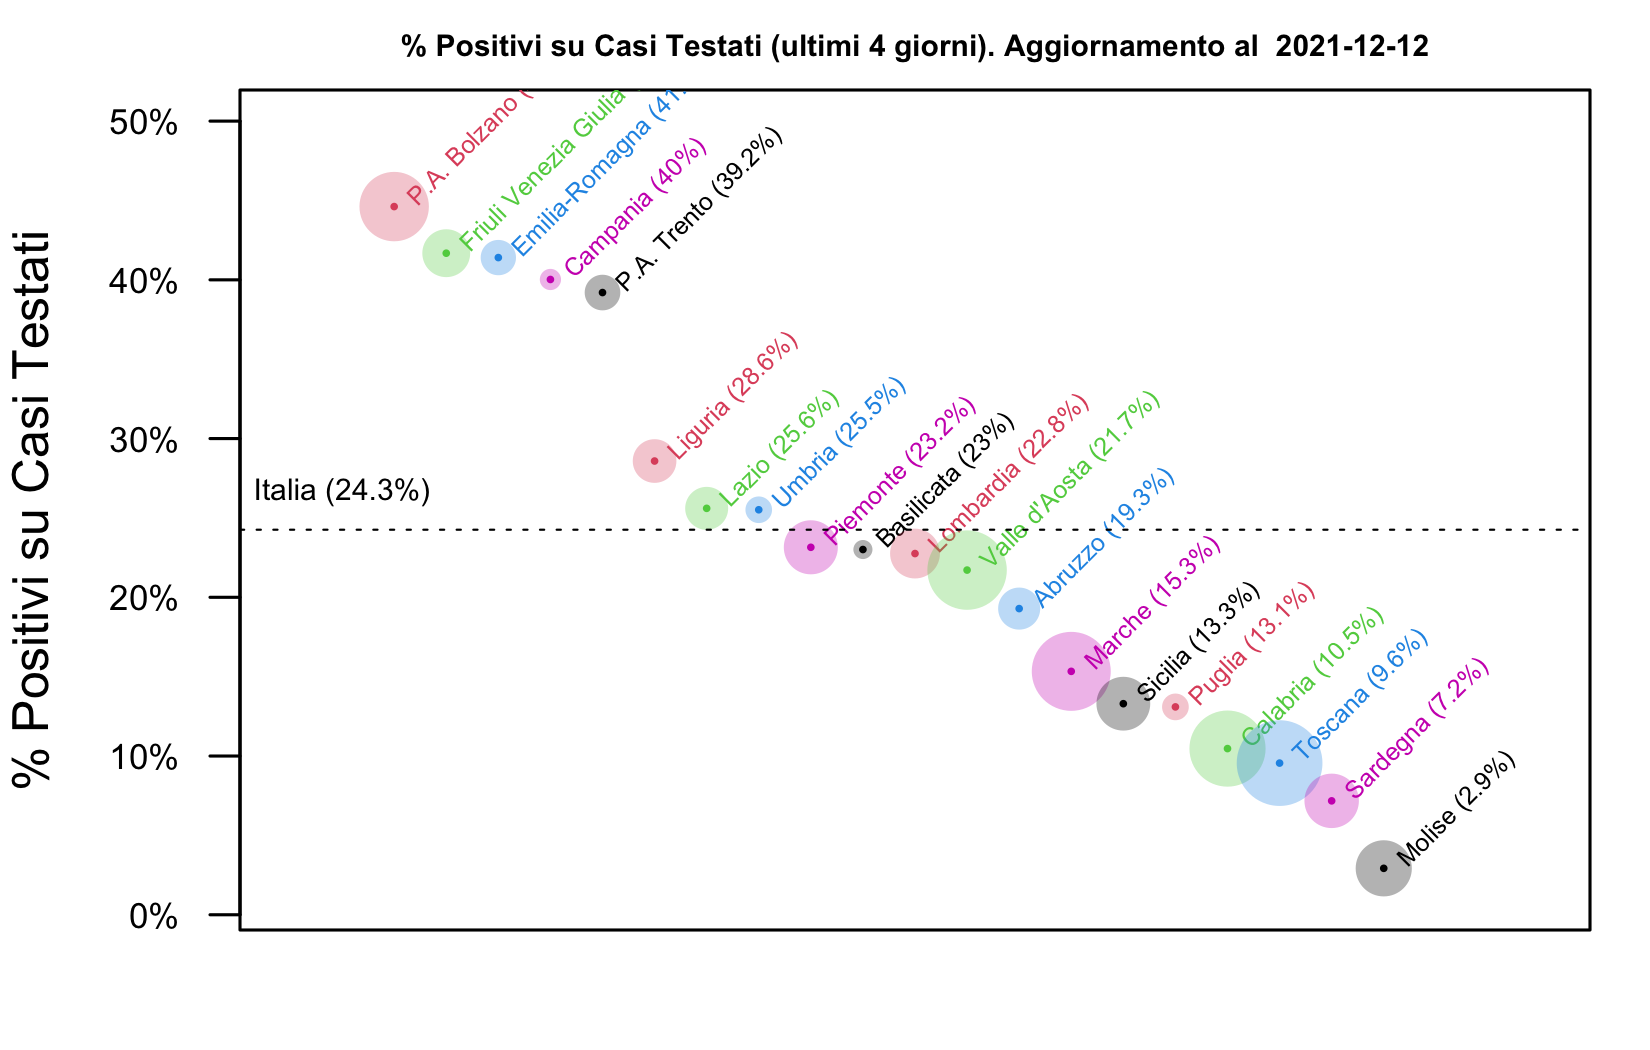 % Positivi su Casi Testati (ultimi 4 giorni). Aggiornamento al  2021-12-12
% Positivi su Casi Testati
50%
40%
30%
20%
10%
0%
Italia (24.3%)
P.A. Bolzano (
Friuli Venezia Giulia
Emilia-Romagna (41.
Campania (40%)
P.A. Trento (39.2%)
Liguria (28.6%)
Lazio (25.6%)
Umbria (25.5%)
Piemonte (23.2%)
Basilicata (23%)
Lombardia (22.8%)
Valle d'Aosta (21.7%)
Abruzzo (19.3%)
Marche (15.3%)
Sicilia (13.3%)
Puglia (13.1%)
Calabria (10.5%)
Toscana (9.6%)
Sardegna (7.2%)
Molise (2.9%)